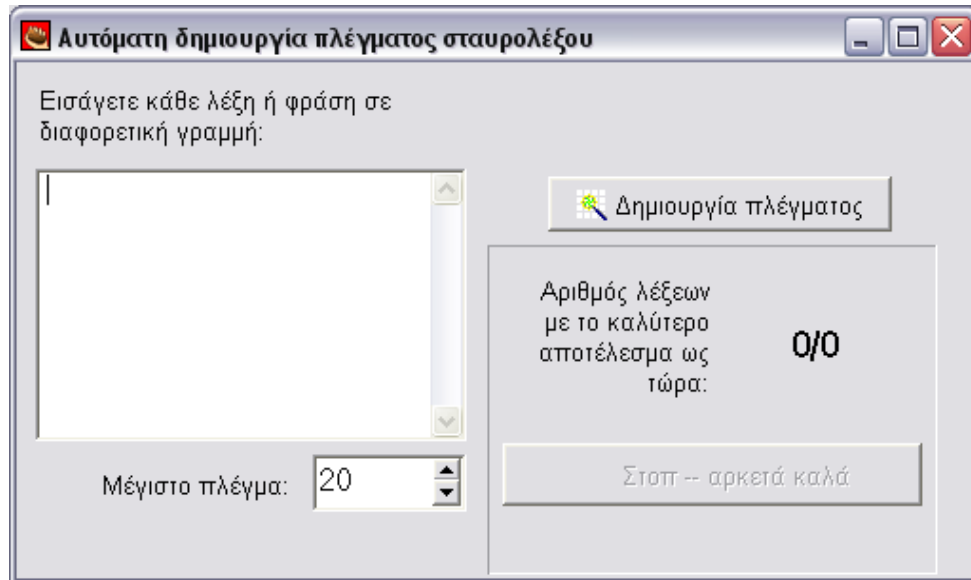 Αυτόματη δημιουργία πλέγματος σταυρολέξου
Εισάγετε κάθε λέξη ή φράση σε
διαφορετική γραμμή:
Δημιουργία πλέγματος
Αριθμός λέξεων
με το καλύτερο
αποτέλεσμα ως
τώρα:
0/0
Μέγιστο πλέγμα:
20
Στοπ -- αρκετά καλά